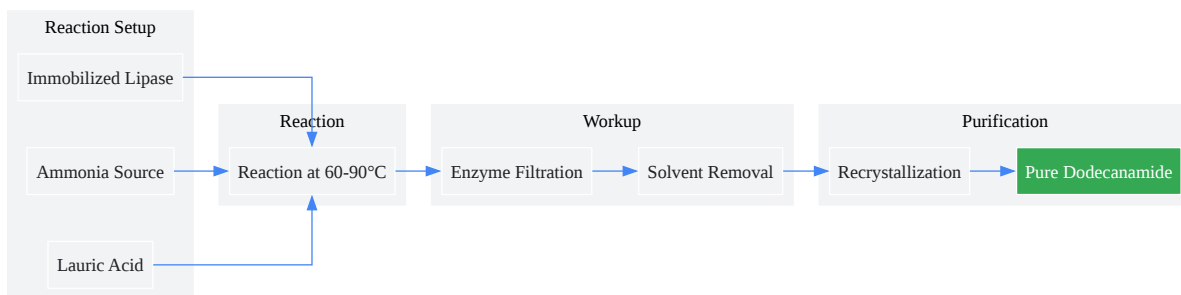 Reaction Setup
Immobilized Lipase
Ammonia Source
Lauric Acid
Reaction
Reaction at 60-90°C
Workup
Enzyme Filtration
Solvent Removal
Purification
Recrystallization
Pure Dodecanamide